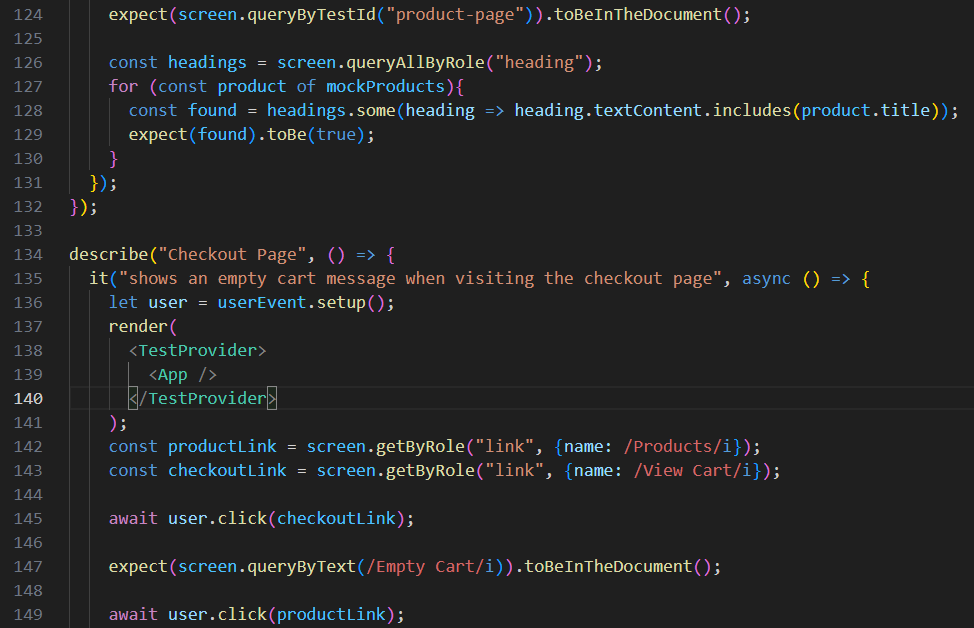 124 expect(screen.queryByTestId("product-page")).toBeInTheDocument();
125
126 const headings = screen.queryAllByRole("heading");
127 for (const product of mockProducts){
128 const found = headings.some(heading => heading.textContent.includes(product.title));
129 expect(found).toBe(true);
130 }
131 });
132 });
133
134 describe("Checkout Page", () => {
135 it("shows an empty cart message when visiting the checkout page", async () => {
136 let user = userEvent.setup();
137 render(
138 <TestProvider>
139 <App />
140 </TestProvider>
141 );
142 const productLink = screen.getByRole("link", {name: /Products/i});
143 const checkoutLink = screen.getByRole("link", {name: /View Cart/i});
144
145 await user.click(checkoutLink);
146
147 expect(screen.queryByText(/Empty Cart/i)).toBeInTheDocument();
148
149 await user.click(productLink);